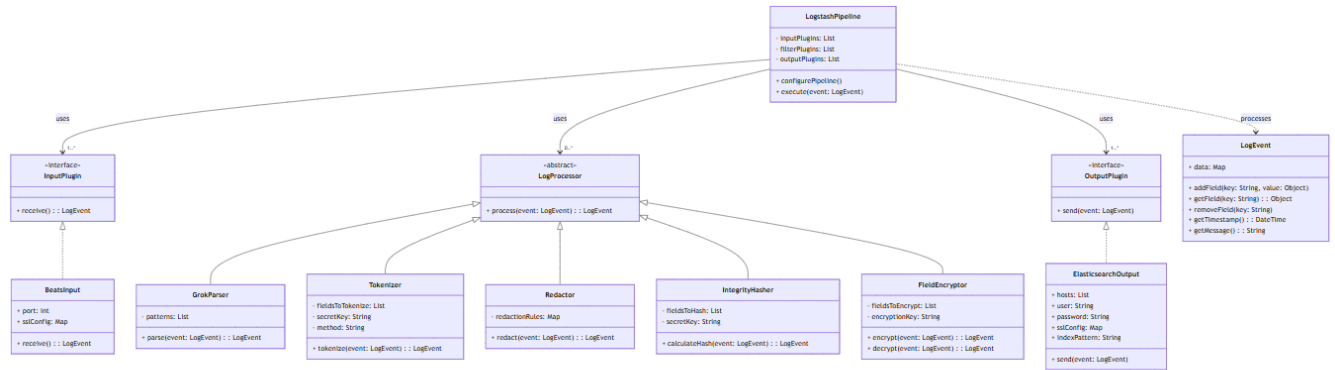 LogstashPipeline
- inputPlugins: List
- filterPlugins: List
- outputPlugins: List
+ configurePipeline()
+ execute(event: LogEvent)
uses
uses
uses
processes
1..*
0..*
1..*
«interface»
InputPlugin
+ receive() : : LogEvent
«abstract»
LogProcessor
+ process(event: LogEvent) : : LogEvent
«interface»
OutputPlugin
+ send(event: LogEvent)
LogEvent
+ data: Map
+ addField(key: String, value: Object)
+ getField(key: String) : : Object
+ removeField(key: String)
+ getTimestamp() : : DateTime
+ getMessage() : : String
BeatsInput
+ port: int
+ sslConfig: Map
+ receive() : : LogEvent
GrokParser
- patterns: List
+ parse(event: LogEvent) : : LogEvent
Tokenizer
- fieldsToTokenize: List
- secretKey: String
- method: String
+ tokenize(event: LogEvent) : : LogEvent
Redactor
- redactionRules: Map
+ redact(event: LogEvent) : : LogEvent
IntegrityHasher
- fieldsToHash: List
- secretKey: String
+ calculateHash(event: LogEvent) : : LogEvent
FieldEncryptor
- fieldsToEncrypt: List
- encryptionKey: String
+ encrypt(event: LogEvent) : : LogEvent
+ decrypt(event: LogEvent) : : LogEvent
ElasticsearchOutput
+ hosts: List
+ user: String
+ password: String
+ sslConfig: Map
+ indexPattern: String
+ send(event: LogEvent)